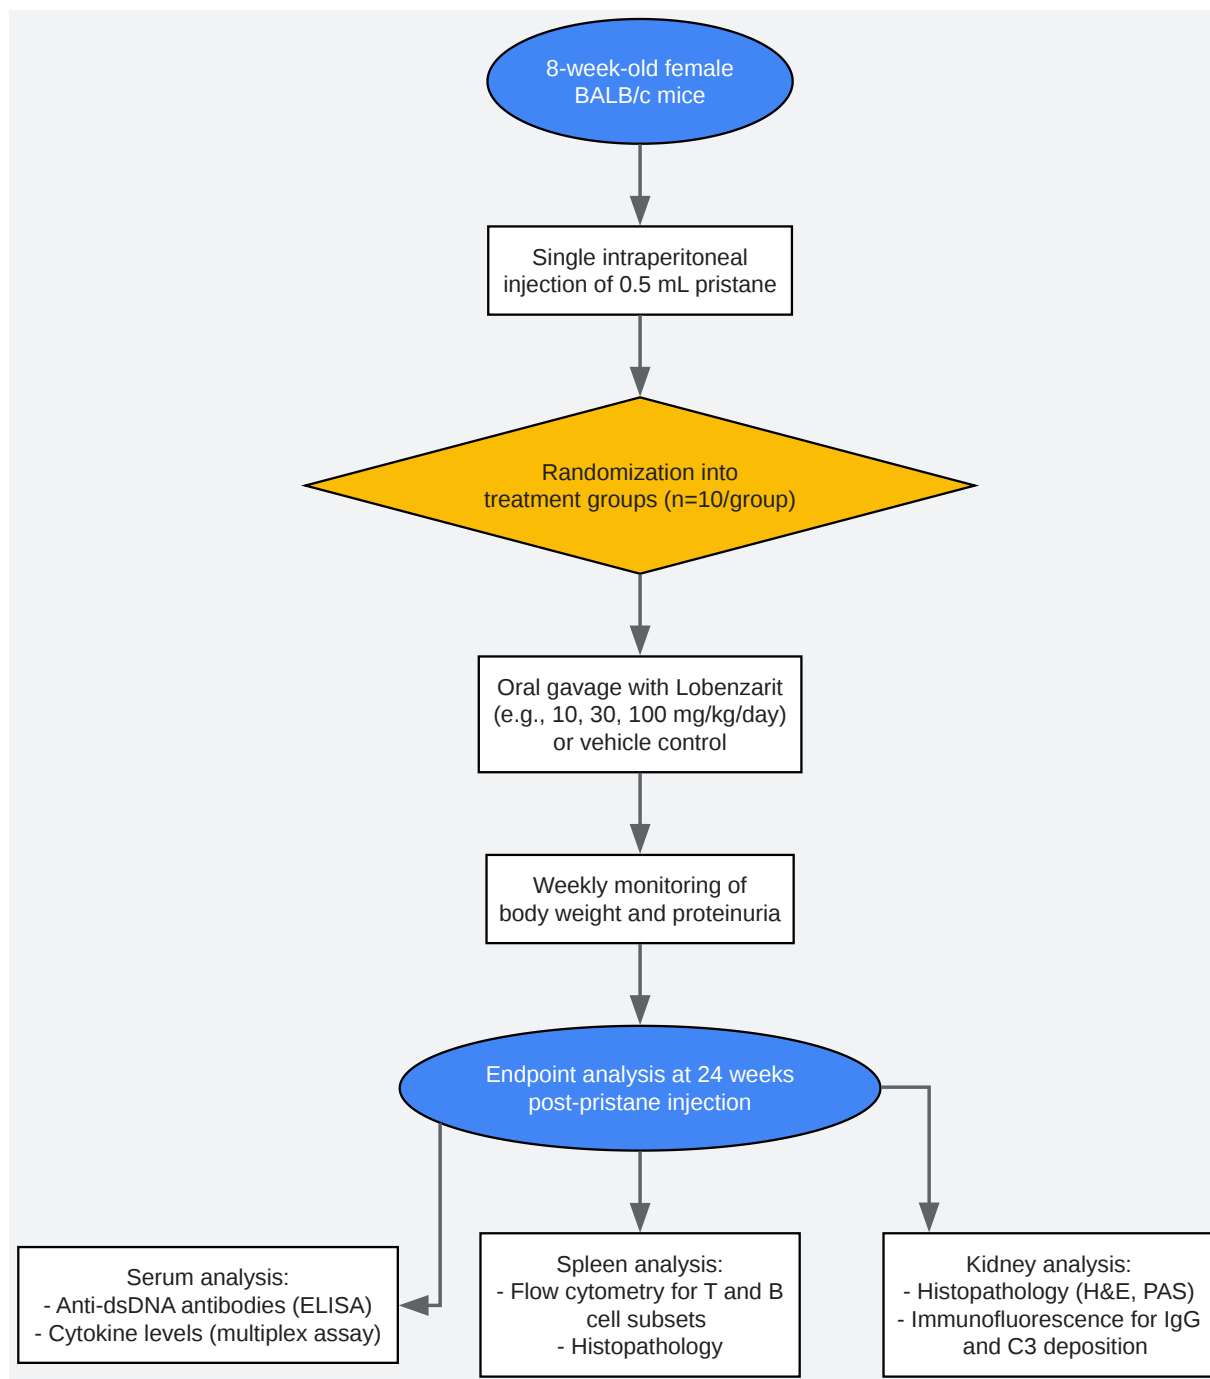 8-week-old female
BALB/c mice
Single intraperitoneal
injection of 0.5 mL pristane
Randomization into
treatment groups (n=10/group)
Oral gavage with Lobenzarit
(e.g., 10, 30, 100 mg/kg/day)
or vehicle control
Weekly monitoring of
body weight and proteinuria
Endpoint analysis at 24 weeks
post-pristane injection
Serum analysis:
- Anti-dsDNA antibodies (ELISA)
- Cytokine levels (multiplex assay)
Spleen analysis:
- Flow cytometry for T and B
cell subsets
- Histopathology
Kidney analysis:
- Histopathology (H&E, PAS)
- Immunofluorescence for IgG
and C3 deposition